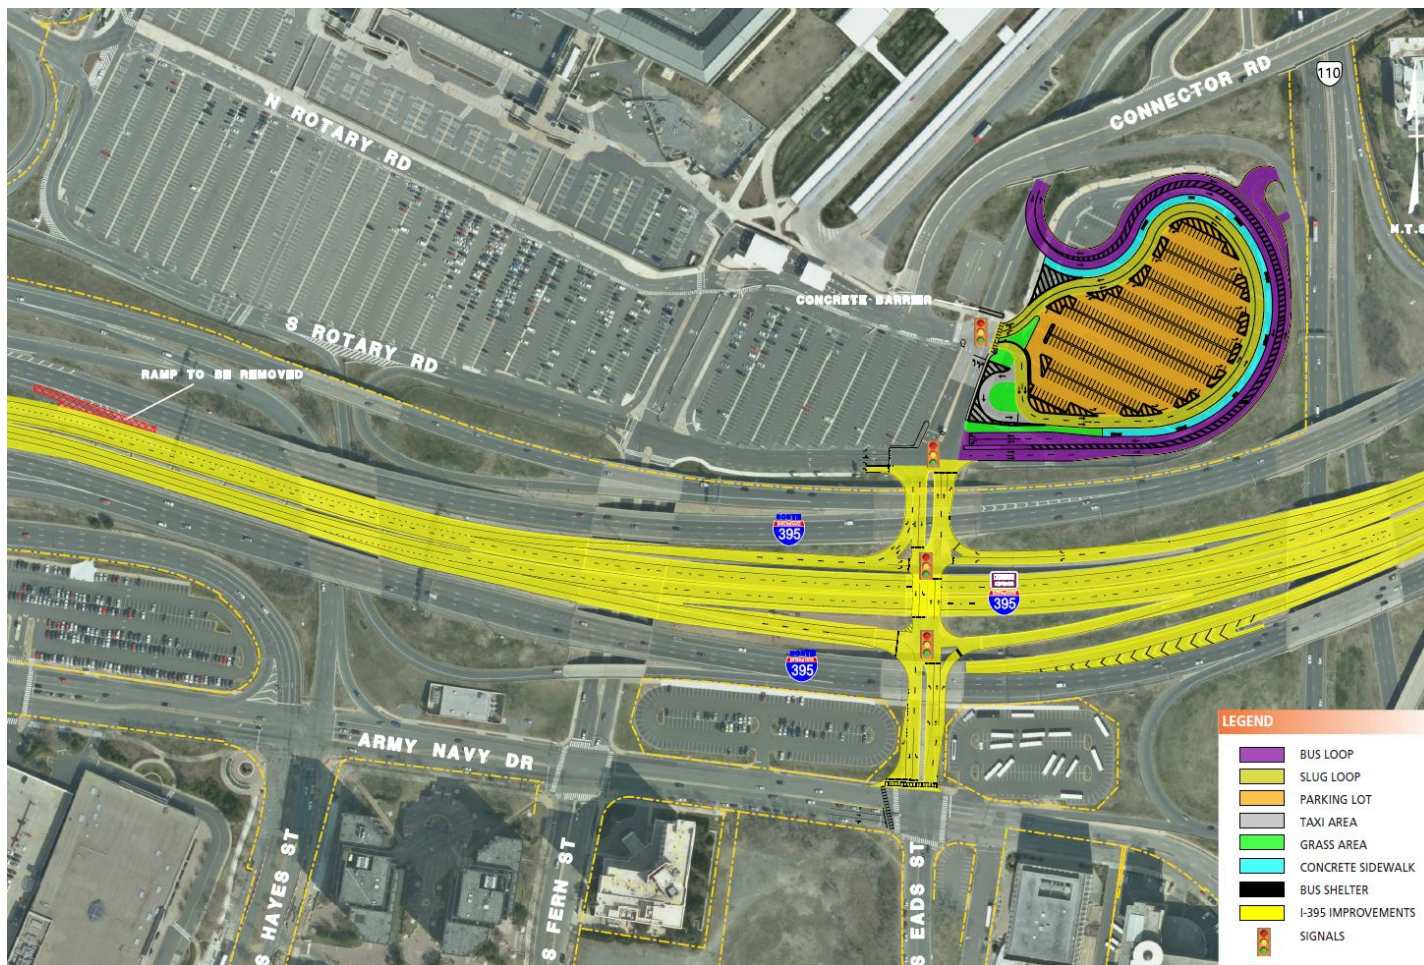 CONNECTOR RD
110
N ROTARY RD
N.T.S
CONCRETE BARRIER
S ROTARY RD
RAMP TO BE REMOVED
SOUTH
395
395
NORTH
395
ARMY NAVY DR
S HAYES ST
S FERN ST
S EADS ST
LEGEND
BUS LOOP
SLUG LOOP
PARKING LOT
TAXI AREA
GRASS AREA
CONCRETE SIDEWALK
BUS SHELTER
I-395 IMPROVEMENTS
SIGNALS